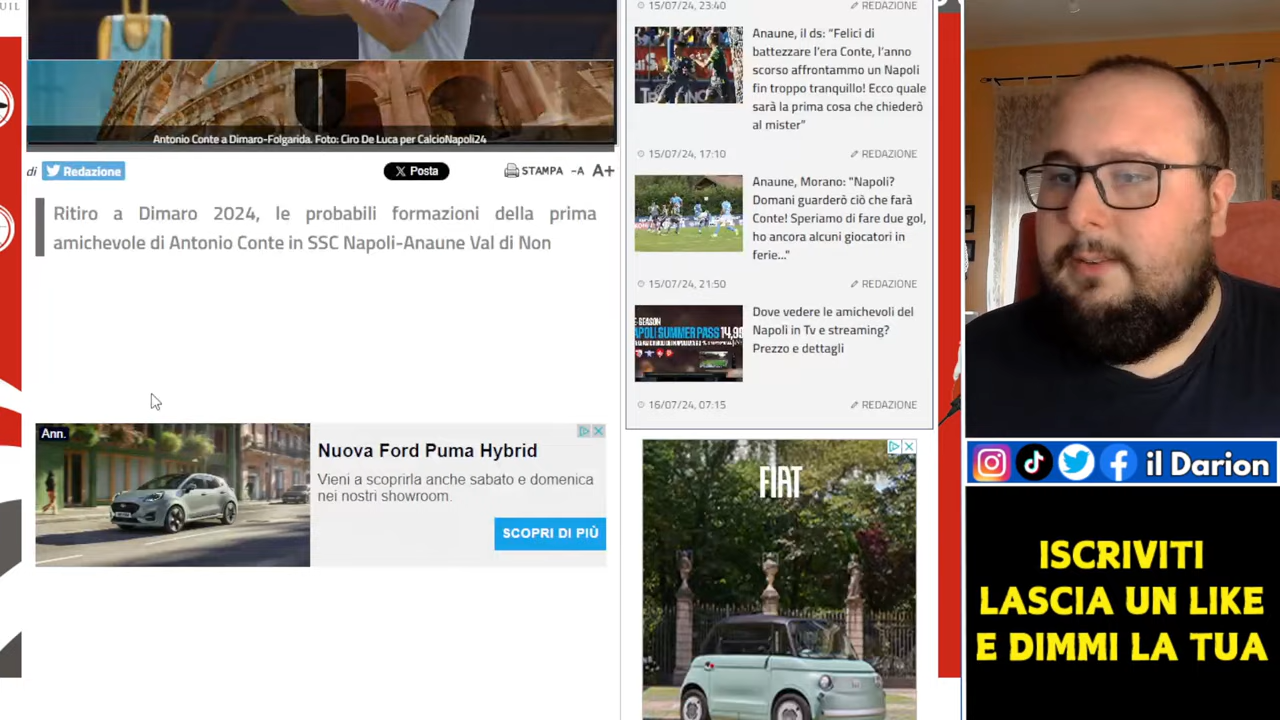 Antonio Conte a Dimaro-Folgarida. Foto: Ciro De Luca per CalcioNapoli24
di Redazione
X Posta
STAMPA -A A+
Ritiro a Dimaro 2024, le probabili formazioni della prima
amichevole di Antonio Conte in SSC Napoli-Anaune Val di Non
Ann.
Nuova Ford Puma Hybrid
Vieni a scoprirla anche sabato e domenica
nei nostri showroom.
SCOPRI DI PIÙ
15/07/24, 23:40 REDAZIONE
Anaune, il ds: "Felici di
battezzare l'era Conte, l'anno
scorso affrontammo un Napoli
fin troppo tranquillo! Ecco quale
sarà la prima cosa che chiederò
al mister"
15/07/24, 17:10 REDAZIONE
Anaune, Morano: "Napoli?
Domani guarderò ciò che farà
Conte! Speriamo di fare due gol,
ho ancora alcuni giocatori in
ferie..."
15/07/24, 21:50 REDAZIONE
Dove vedere le amichevoli del
Napoli in Tv e streaming?
Prezzo e dettagli
16/07/24, 07:15 REDAZIONE
FIAT
il Darion
ISCRIVITI
LASCIA UN LIKE
E DIMMI LA TUA